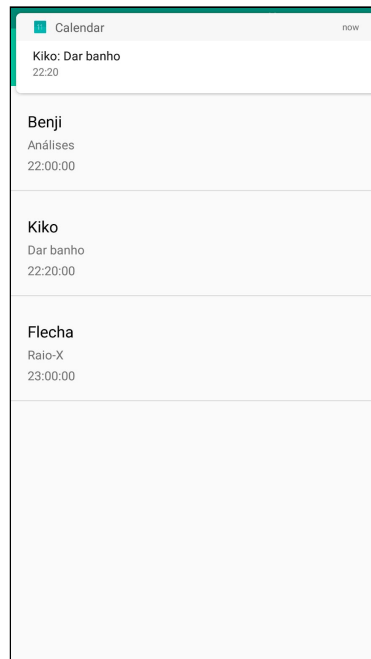 Calendar now
Kiko: Dar banho
22:20
Benji
Análises
22:00:00
Kiko
Dar banho
22:20:00
Flecha
Raio-X
23:00:00